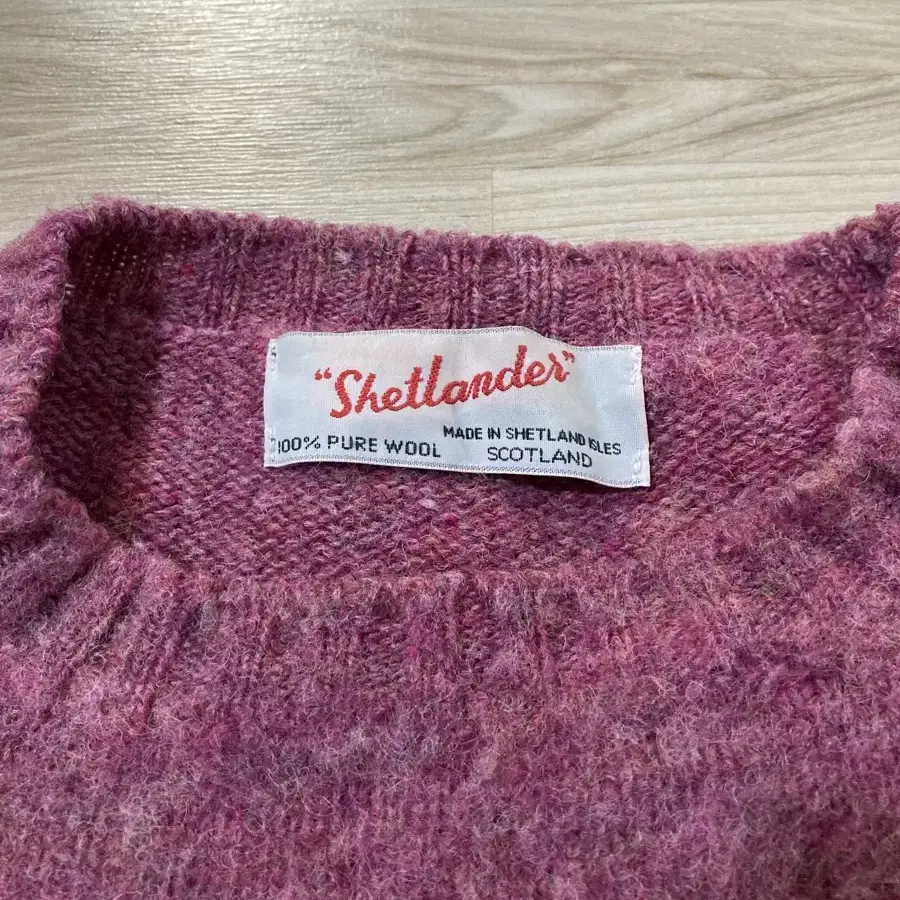 "Shetlander"
100% PURE WOOL
MADE IN SHETLAND ISLES
SCOTLAND